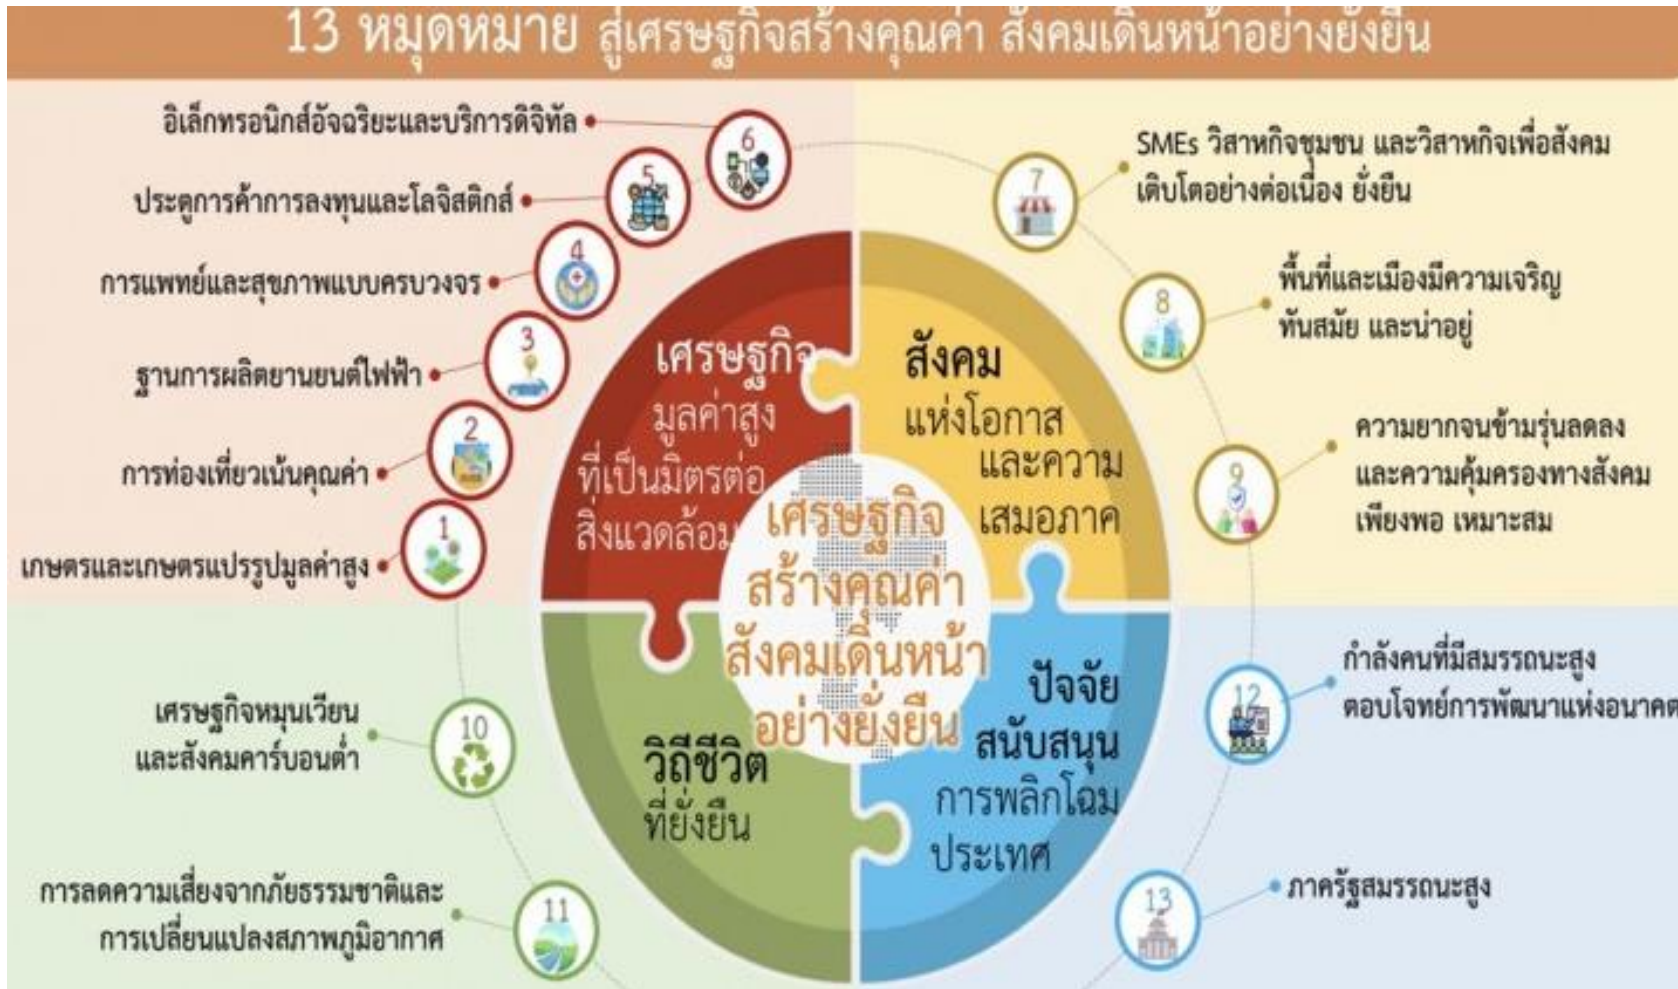 13 หมุดหมาย สู่เศรษฐกิจสร้างคุณค่า สังคมเดินหน้าอย่างยั่งยืน
อิเล็กทรอนิกส์อัจฉริยะและบริการดิจิทัล
6
ประตูการค้าการลงทุนและโลจิสติกส์
5
การแพทย์และสุขภาพแบบครบวงจร
4
ฐานการผลิตยานยนต์ไฟฟ้า
3
การท่องเที่ยวเน้นคุณค่า
2
เกษตรและเกษตรแปรรูปมูลค่าสูง
1
7
SMEs วิสาหกิจชุมชน และวิสาหกิจเพื่อสังคม
เติบโตอย่างต่อเนื่อง ยั่งยืน
8
พื้นที่และเมืองมีความเจริญ
ทันสมัย และน่าอยู่
9
ความยากจนข้ามรุ่นลดลง
และความคุ้มครองทางสังคม
เพียงพอ เหมาะสม
เศรษฐกิจ
มูลค่าสูง
ที่เป็นมิตรต่อ
สิ่งแวดล้อม
สังคม
แห่งโอกาส
และความ
เสมอภาค
เศรษฐกิจ
สร้างคุณค่า
สังคมเดินหน้า
อย่างยั่งยืน
วิถีชีวิต
ที่ยั่งยืน
ปัจจัย
สนับสนุน
การพลิกโฉม
ประเทศ
เศรษฐกิจหมุนเวียน
และสังคมคาร์บอนต่ำ
10
การลดความเสี่ยงจากภัยธรรมชาติและ
การเปลี่ยนแปลงสภาพภูมิอากาศ
11
12
กำลังคนที่มีสมรรถนะสูง
ตอบโจทย์การพัฒนาแห่งอนาคต
13
ภาครัฐสมรรถนะสูง